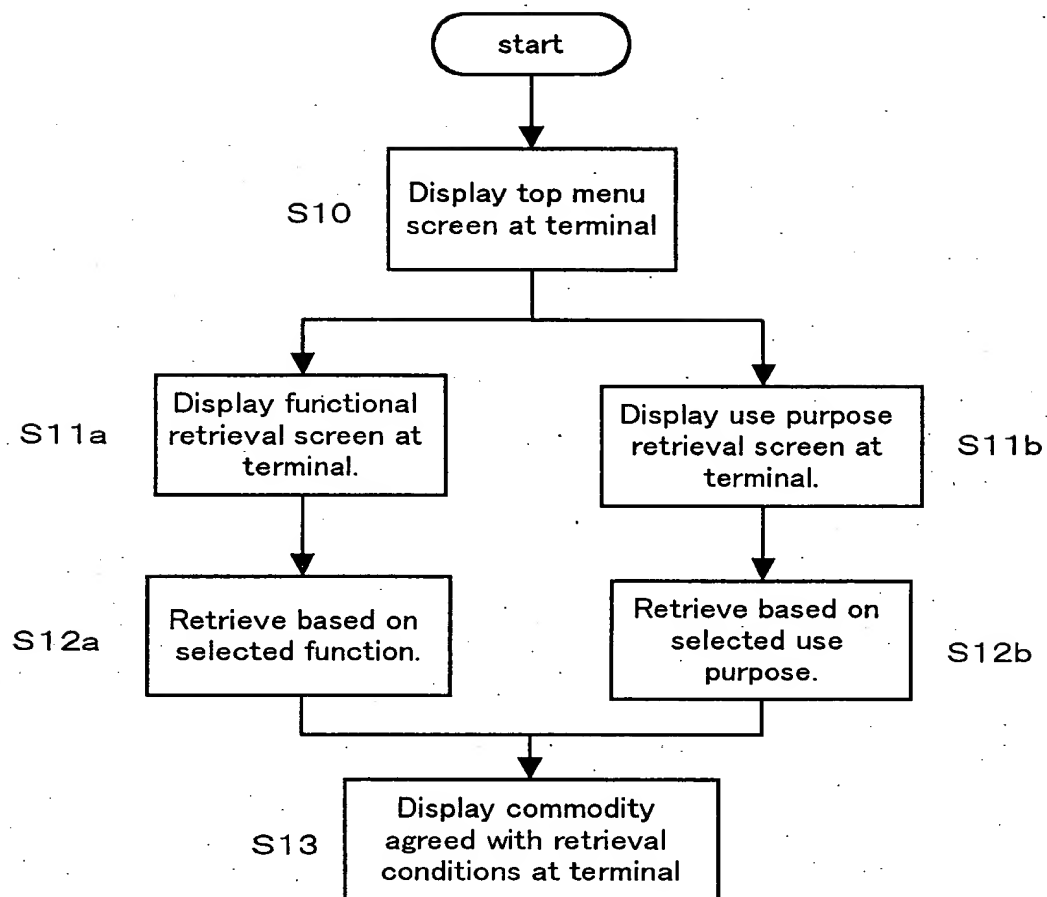 start
S10
Display top menu
screen at terminal
S11a
Display functional
retrieval screen at
terminal.
Display use purpose
retrieval screen at
terminal.
S11b
S12a
Retrieve based on
selected function.
Retrieve based on
selected use
purpose.
S12b
S13
Display commodity
agreed with retrieval
conditions at terminal